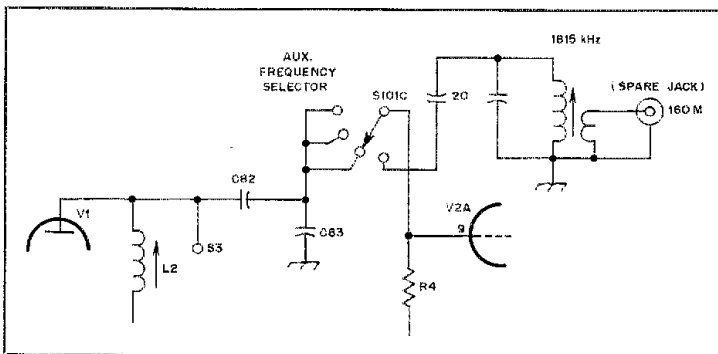 1815 kHz
AUX.
FREQUENCY
SELECTOR
S101C
20
(SPARE JACK)
160 M
C82
V1
S3
C83
V2A
9
L2
R4